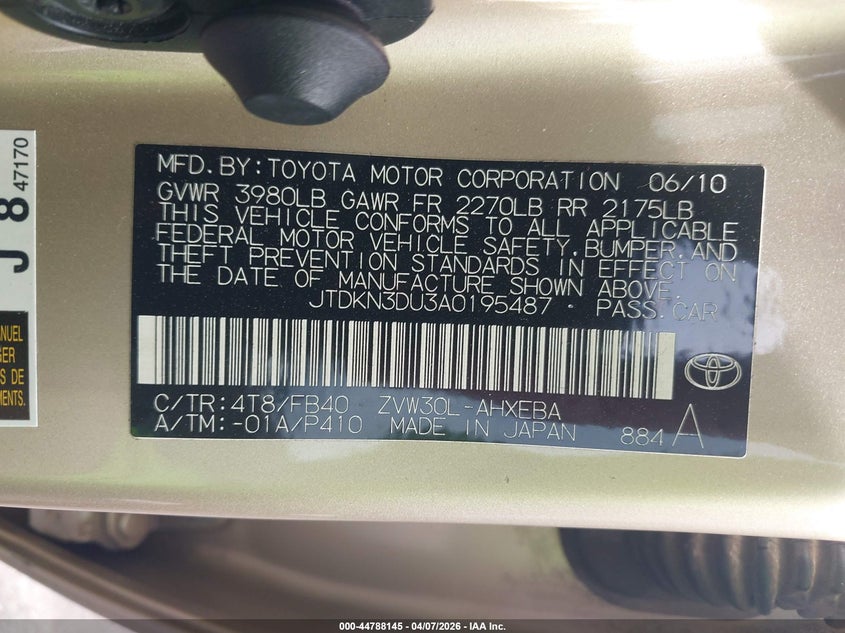 MFD.BY:TOYOTA MOTOR CORPORATION 06/10
GVWR 3980LB GAWR FR 2270LB RR 2175LB
THIS VEHICLE CONFORMS TO ALL APPLICABLE
FEDERAL MOTOR VEHICLE SAFETY,BUMPER,AND
THEFT PREVENTION STANDARDS IN EFFECT ON
THE DATE OF MANUFACTURE SHOWN ABOVE.
JTDKN3DU3A0195487 PASS.CAR
C/TR:4T8/FB40 ZVW30L-AHXEBA
A/TM:-01A/P410 MADE IN JAPAN 884 A
J 8 47170
ANUEL
GER
S DE
000-44788145 - 04/07/2026 - IAA Inc.